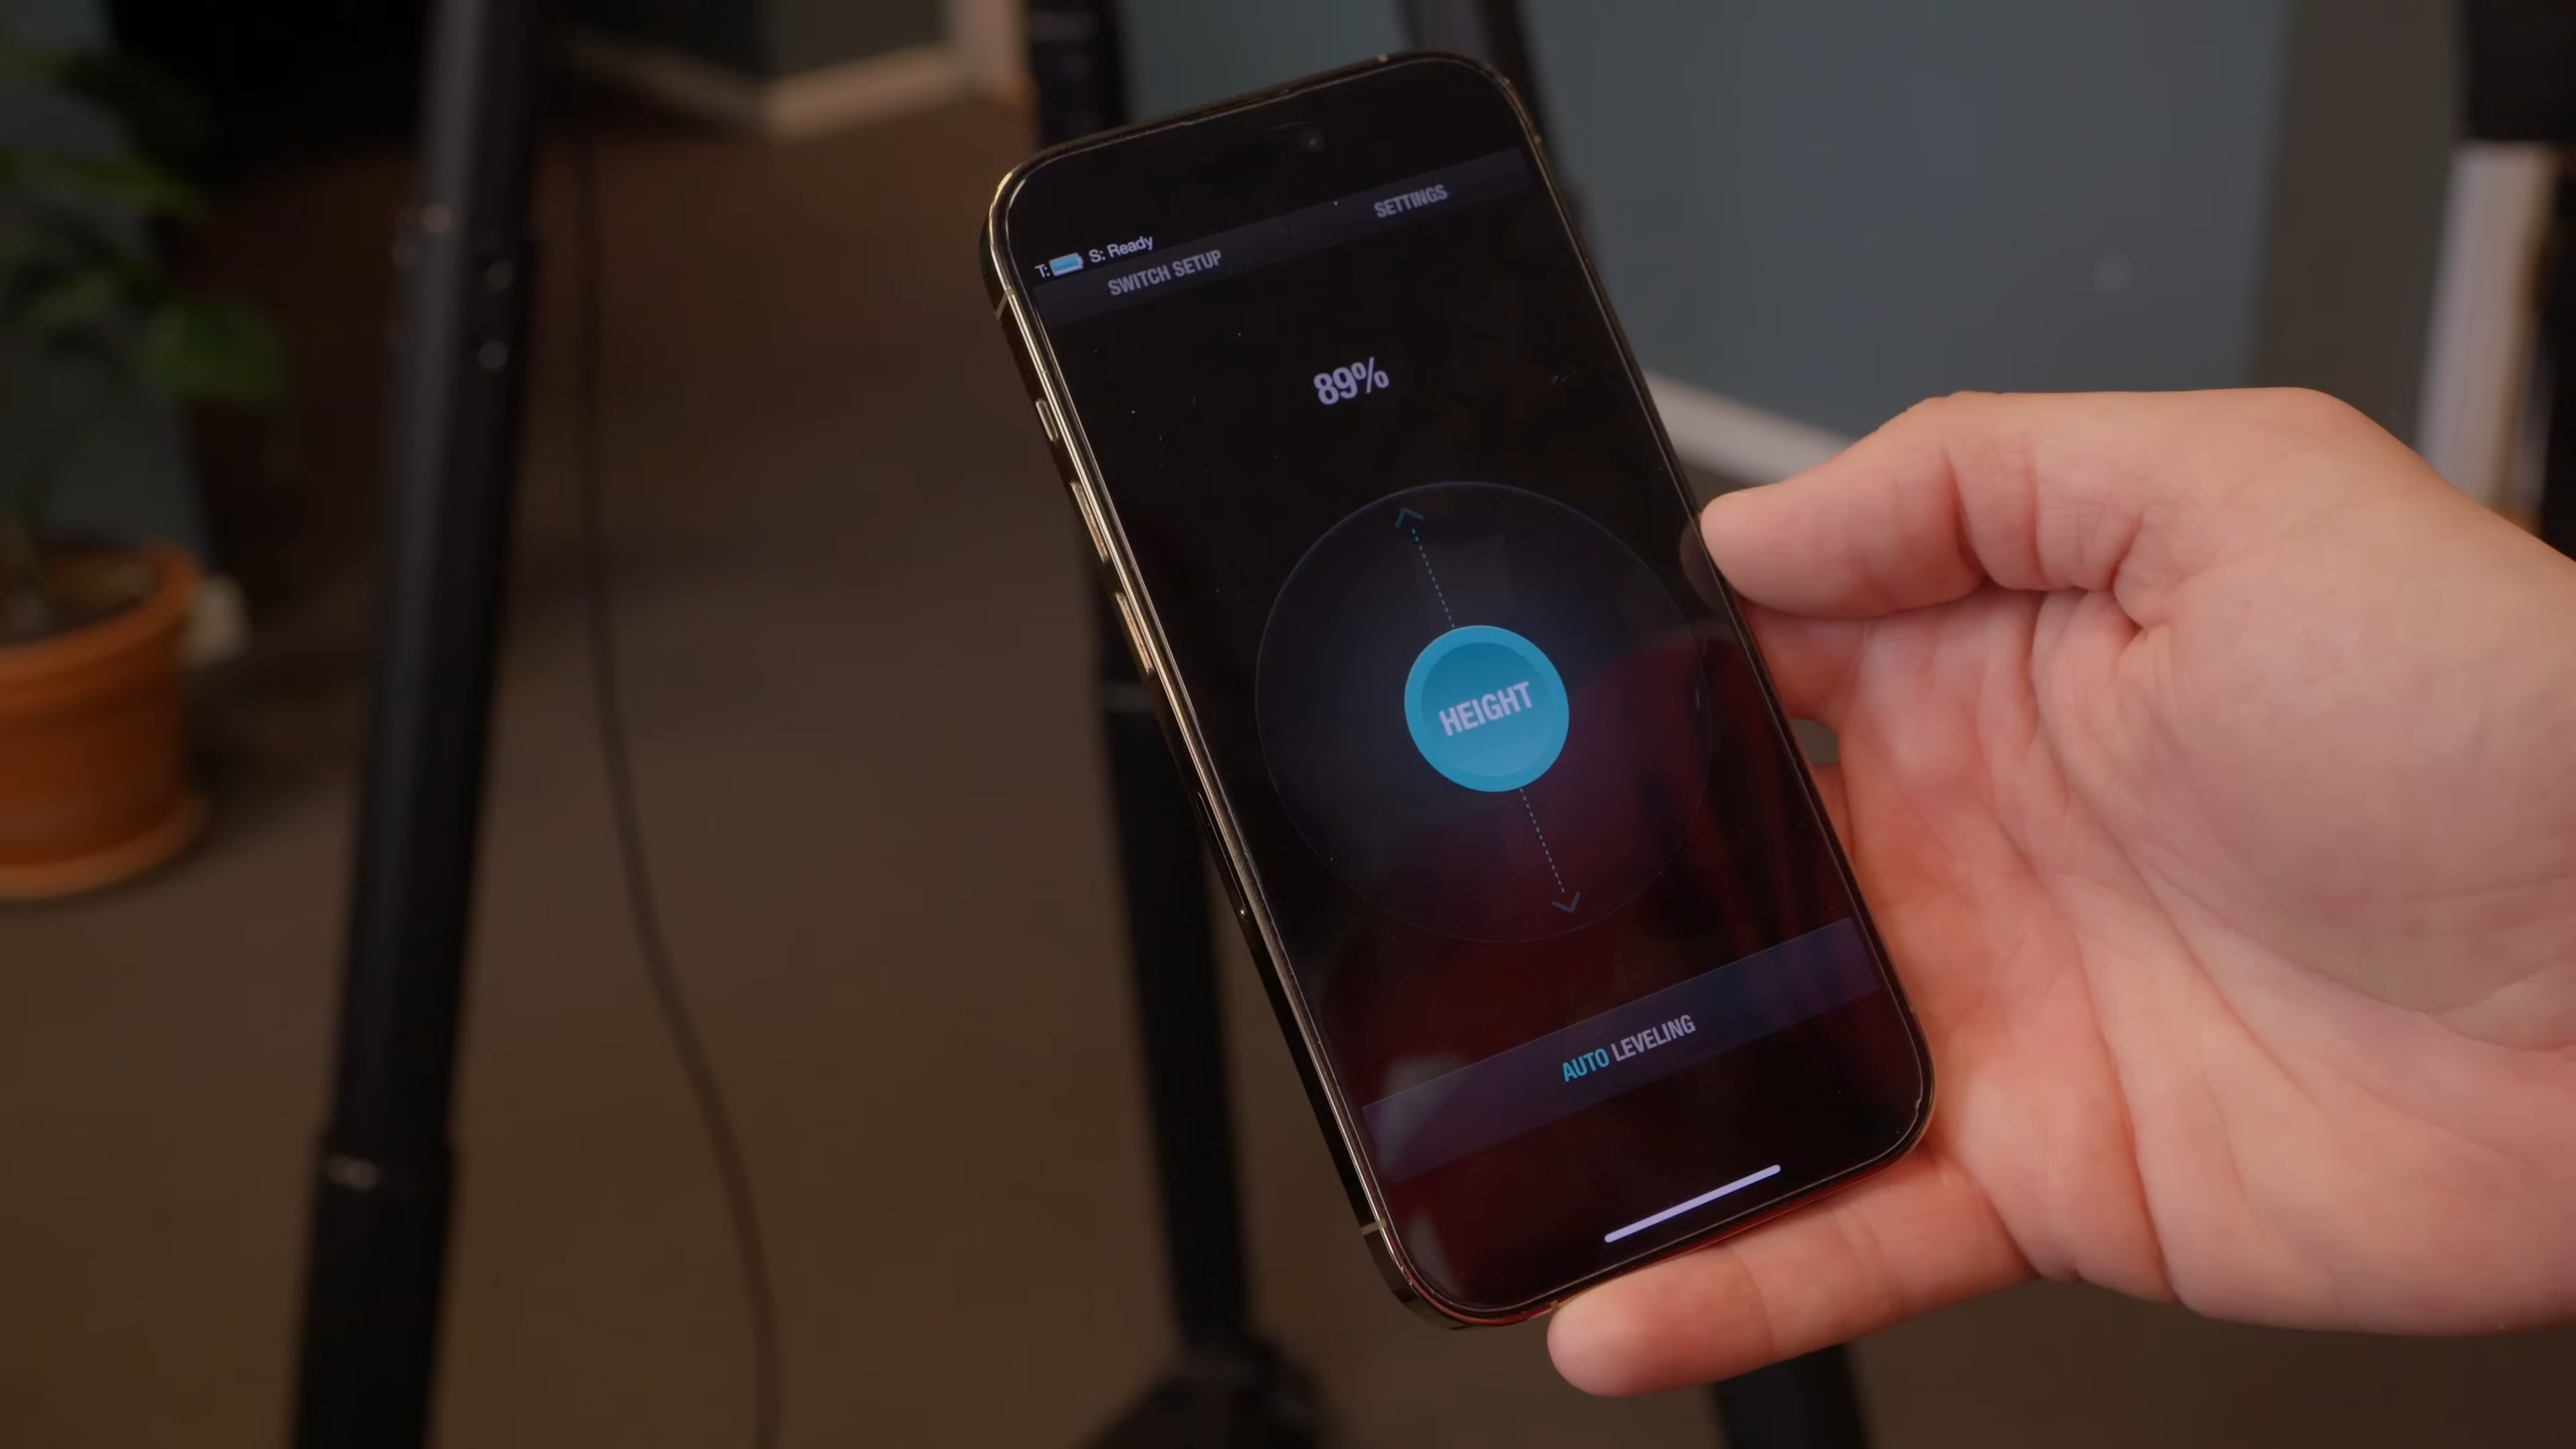 T: S: Ready
SWITCH SETUP
SETTINGS
89%
HEIGHT
AUTO LEVELING